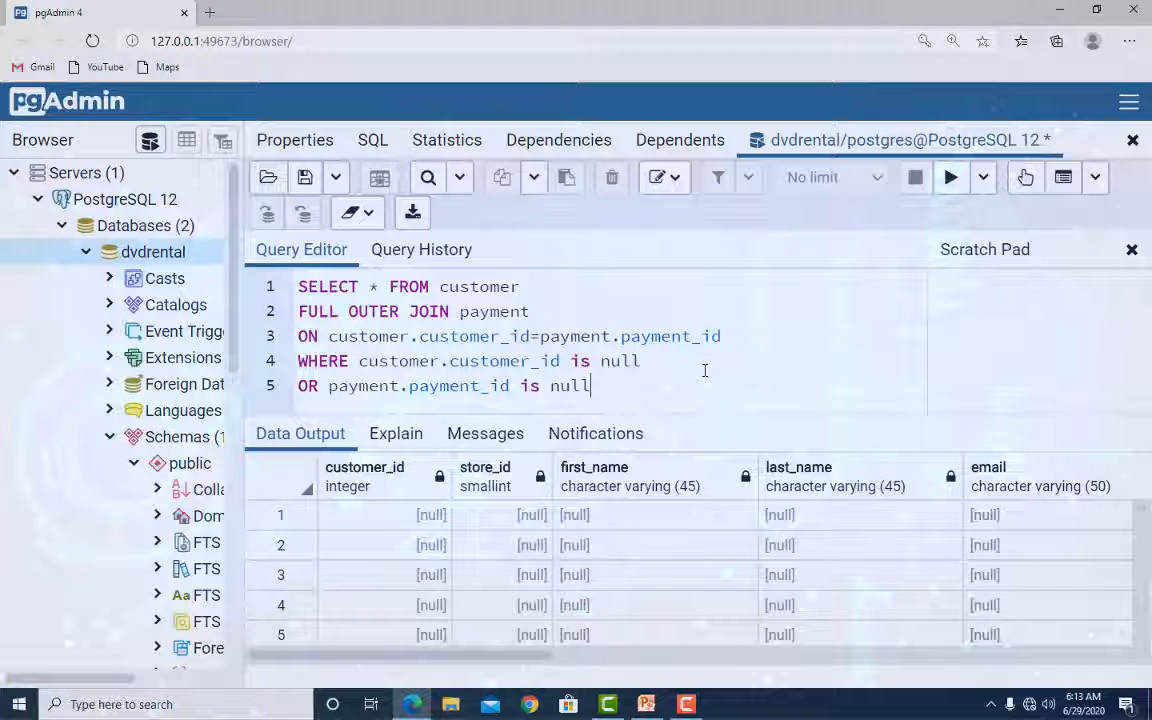 pgAdmin 4
127.0.0.1:49673/browser/
Gmail YouTube Maps
pgAdmin
Browser Properties SQL Statistics Dependencies Dependents dvdrental/postgres@PostgreSQL 12 *
No limit
Servers (1)
PostgreSQL 12
Databases (2)
dvdrental
Casts
Catalogs
Event Trigg
Extensions
Foreign Dat
Languages
Schemas (1
public
Colla
Dom
FTS
FTS
Aa FTS
FTS
Fore
Query Editor Query History Scratch Pad
1 SELECT * FROM customer
2 FULL OUTER JOIN payment
3 ON customer.customer_id=payment.payment_id
4 WHERE customer.customer_id is null
5 OR payment.payment_id is null
Data Output Explain Messages Notifications
customer_id store_id first_name last_name email
integer smallint character varying (45) character varying (45) character varying (50)
1 [null] [null] [null] [null] [null]
2 [null] [null] [null] [null] [null]
3 [null] [null] [null] [null] [null]
4 [null] [null] [null] [null] [null]
5 [null] [null] [null] [null] [null]
Type here to search
6:13 AM
6/29/2020